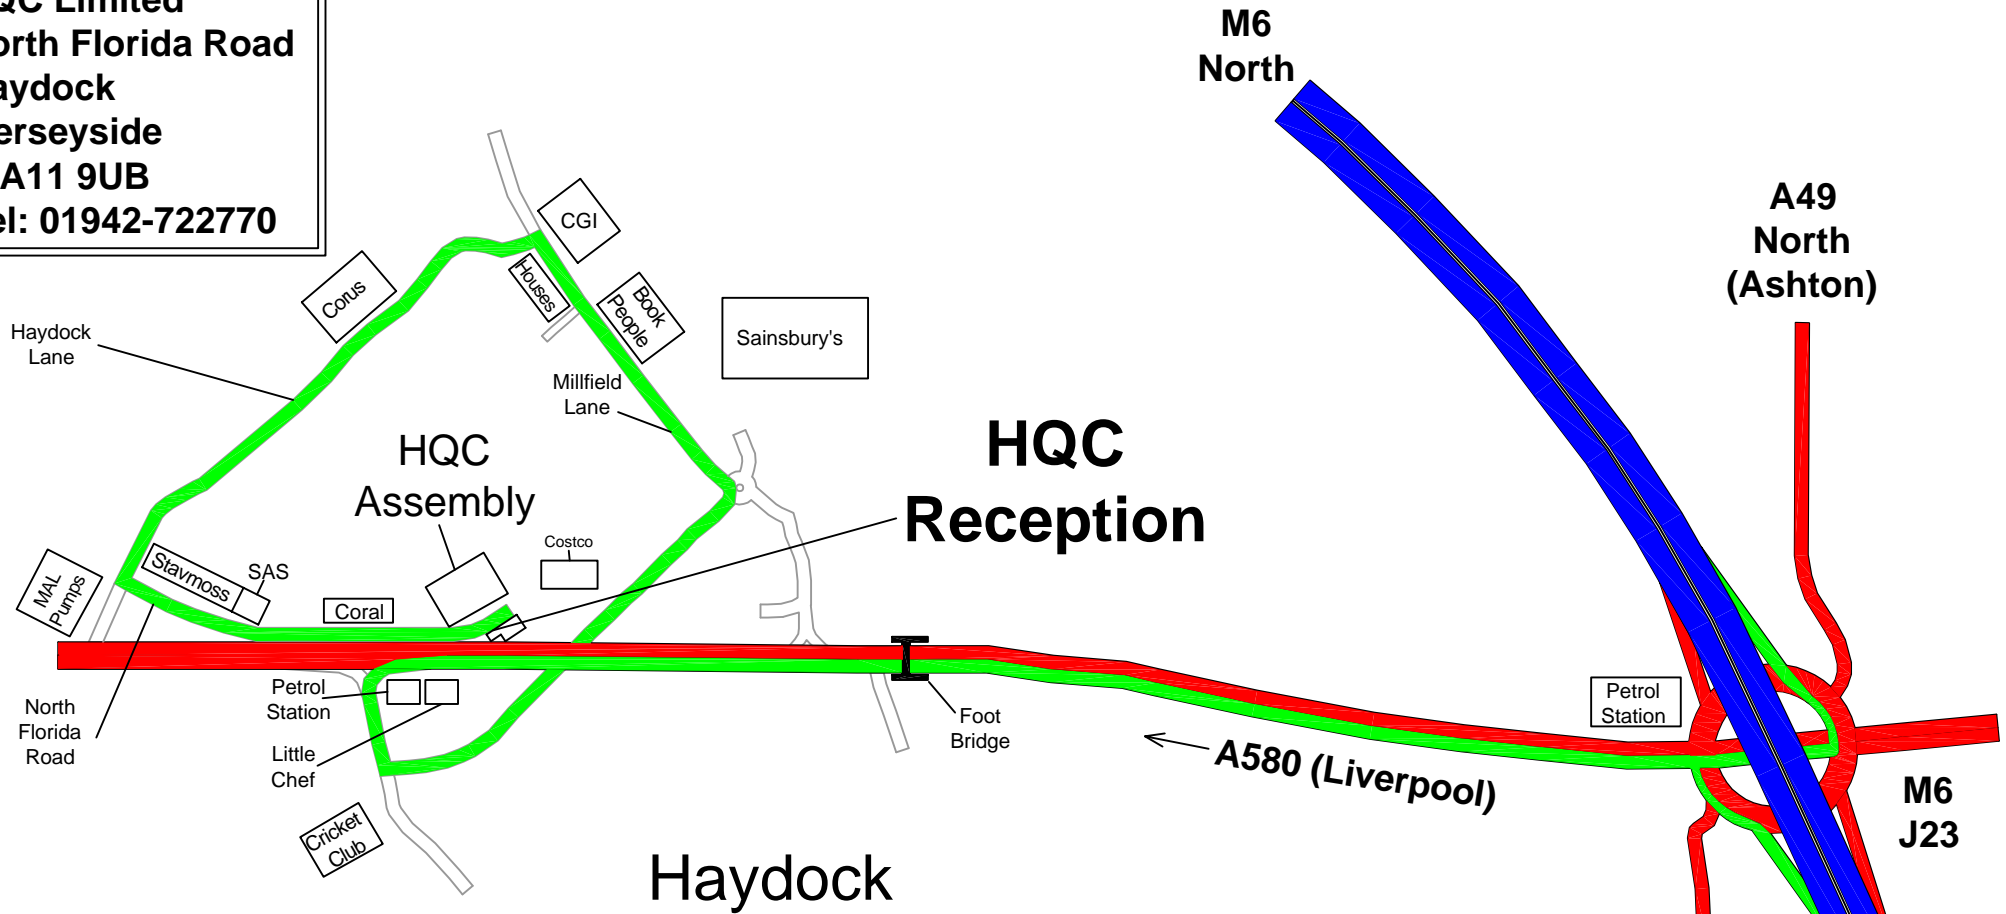 QC Limited
orth Florida Road
aydock
erseyside
A11 9UB
el: 01942-722770
M6
North
A49
North
(Ashton)
CGI
Houses
Book
People
Corus
Sainsbury's
Haydock
Lane
Millfield
Lane
HQC
Assembly
HQC
Reception
Costco
MAL
Pumps
Stavmoss
SAS
Coral
North
Florida
Road
Petrol
Station
Little
Chef
Cricket
Club
Foot
Bridge
A580 (Liverpool)
Petrol
Station
M6
J23
Haydock